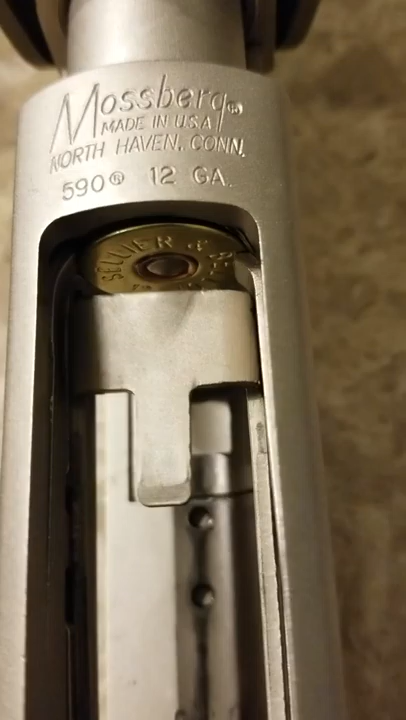 Mossberg®
MADE IN U.S.A
NORTH HAVEN, CONN.
590® 12 GA.
SELLIER &